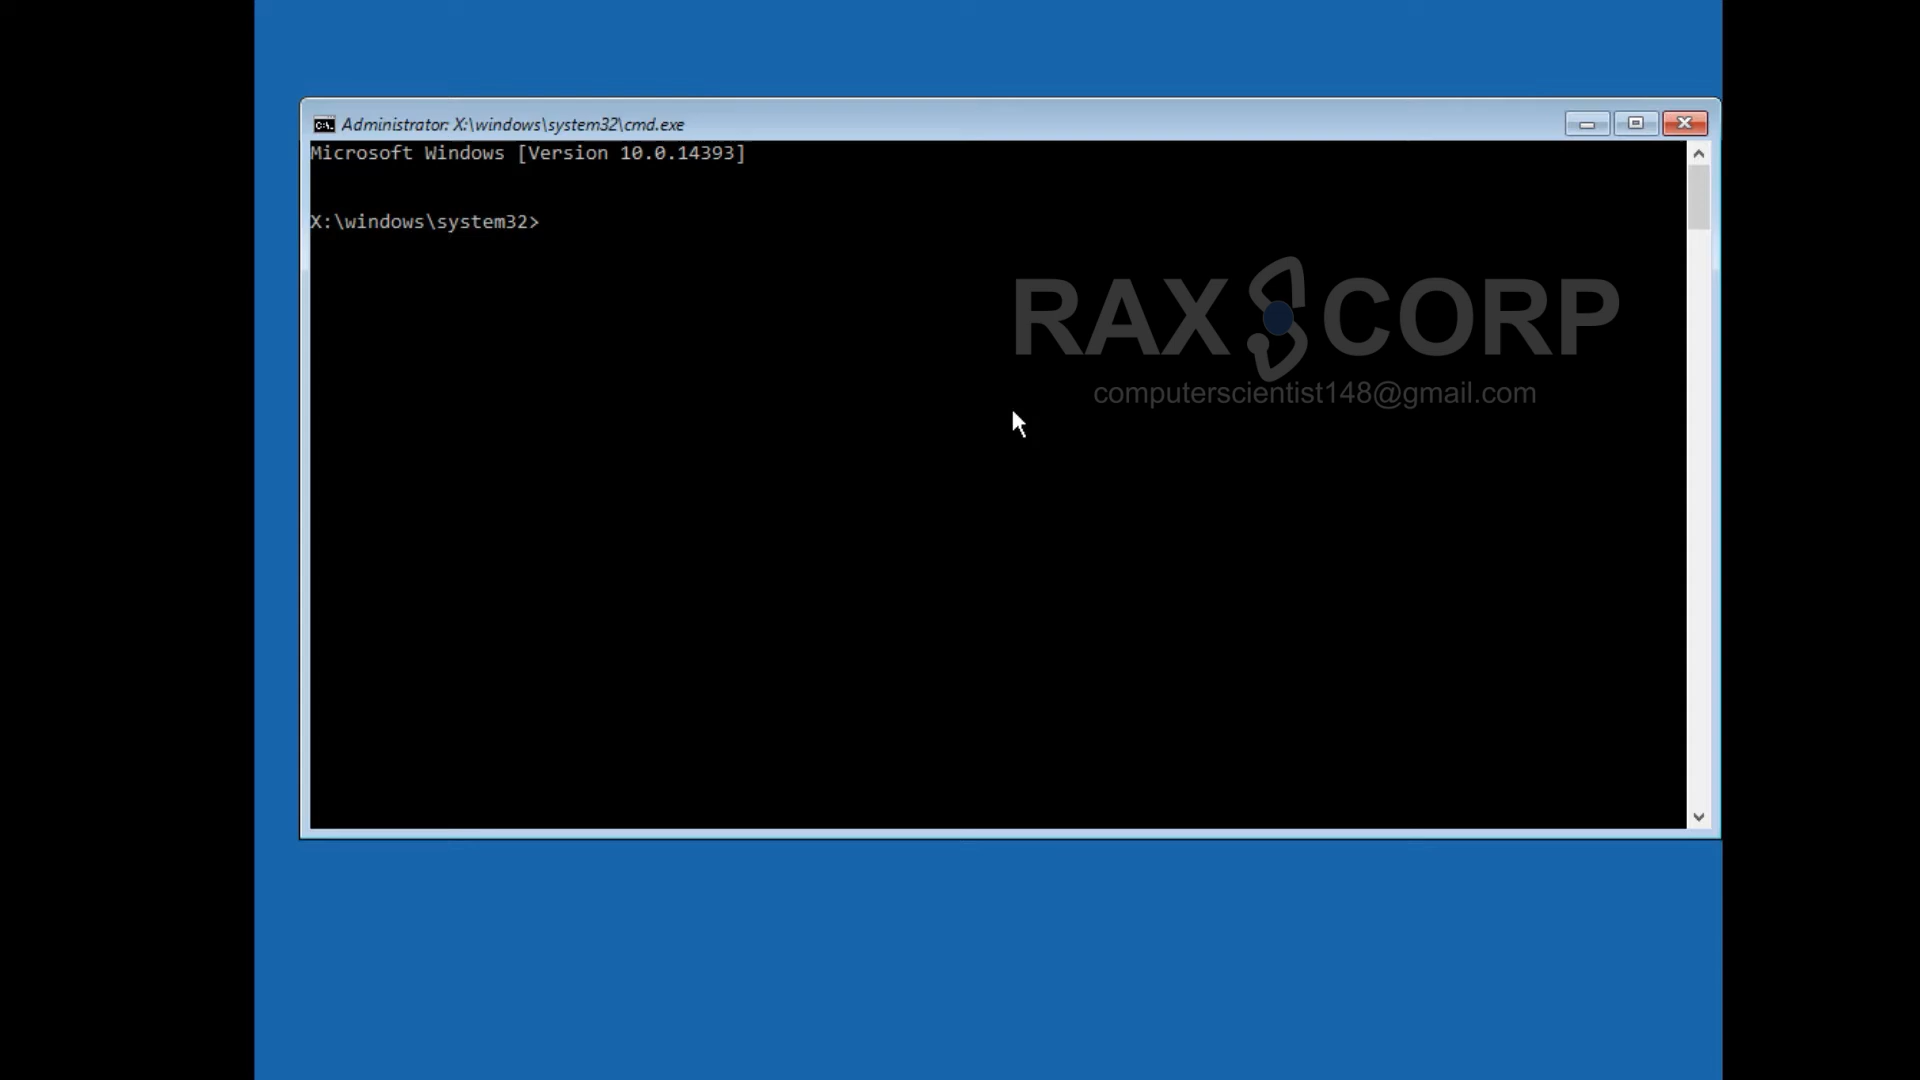 Administrator: X:\windows\system32\cmd.exe
Microsoft Windows [Version 10.0.14393]
X:\windows\system32>
RAX CORP
computerscientist148@gmail.com